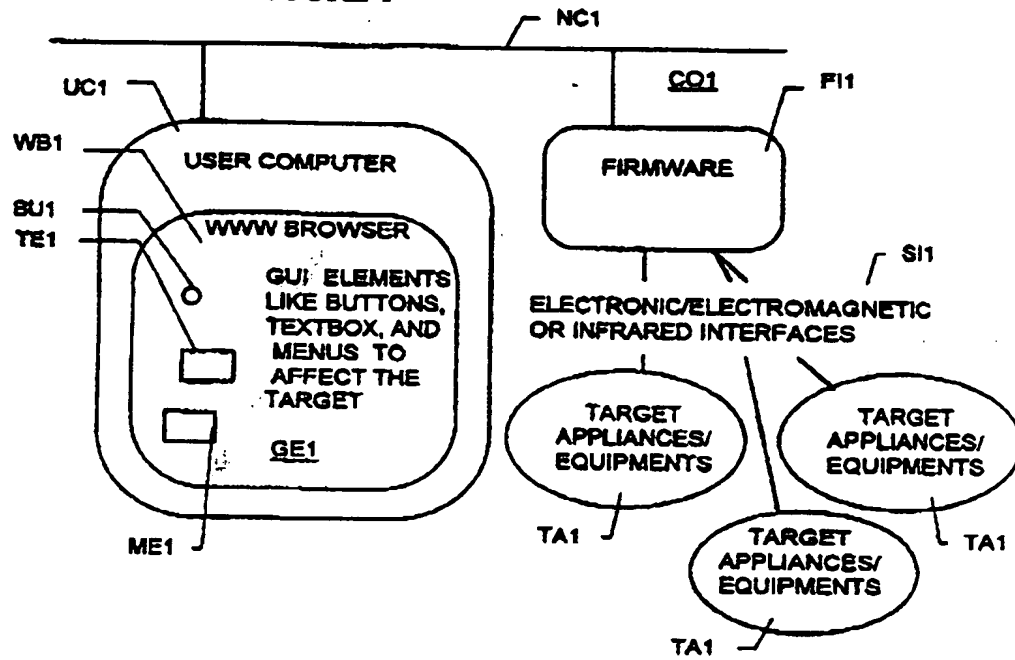 NC1
UC1
CO1
FI1
WB1
USER COMPUTER
FIRMWARE
BU1
TE1
WWW BROWSER
SI1
GUI ELEMENTS
LIKE BUTTONS,
TEXTBOX, AND
MENUS TO
AFFECT THE
TARGET
ELECTRONIC/ELECTROMAGNETIC
OR INFRARED INTERFACES
GE1
ME1
TARGET
APPLIANCES/
EQUIPMENTS
TARGET
APPLIANCES/
EQUIPMENTS
TA1
TA1
TARGET
APPLIANCES/
EQUIPMENTS
TA1